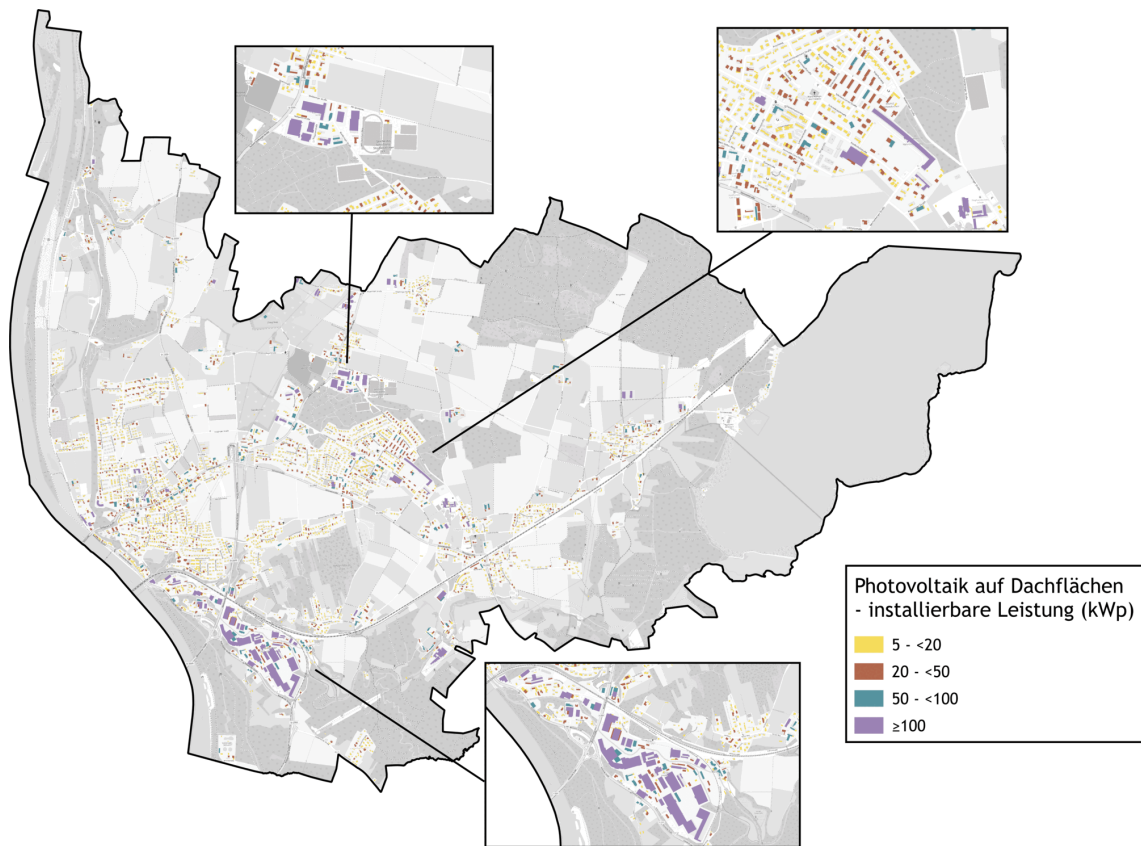 Photovoltaik auf Dachflächen
- installierbare Leistung (kWp)
5 - <20
20 - <50
50 - <100
≥100